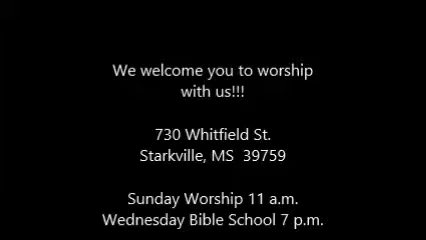 We welcome you to worship
with us!!!
730 Whitfield St.
Starkville, MS  39759
Sunday Worship 11 a.m.
Wednesday Bible School 7 p.m.